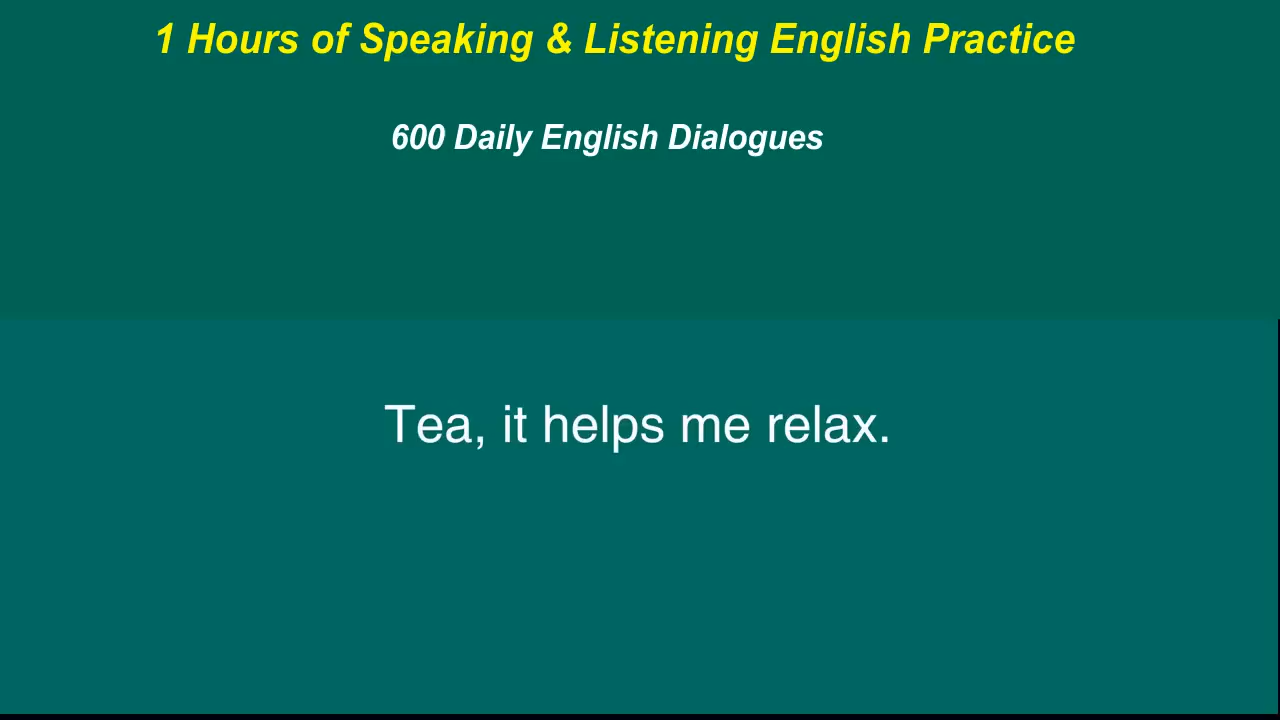 1 Hours of Speaking & Listening English Practice
600 Daily English Dialogues
Tea, it helps me relax.